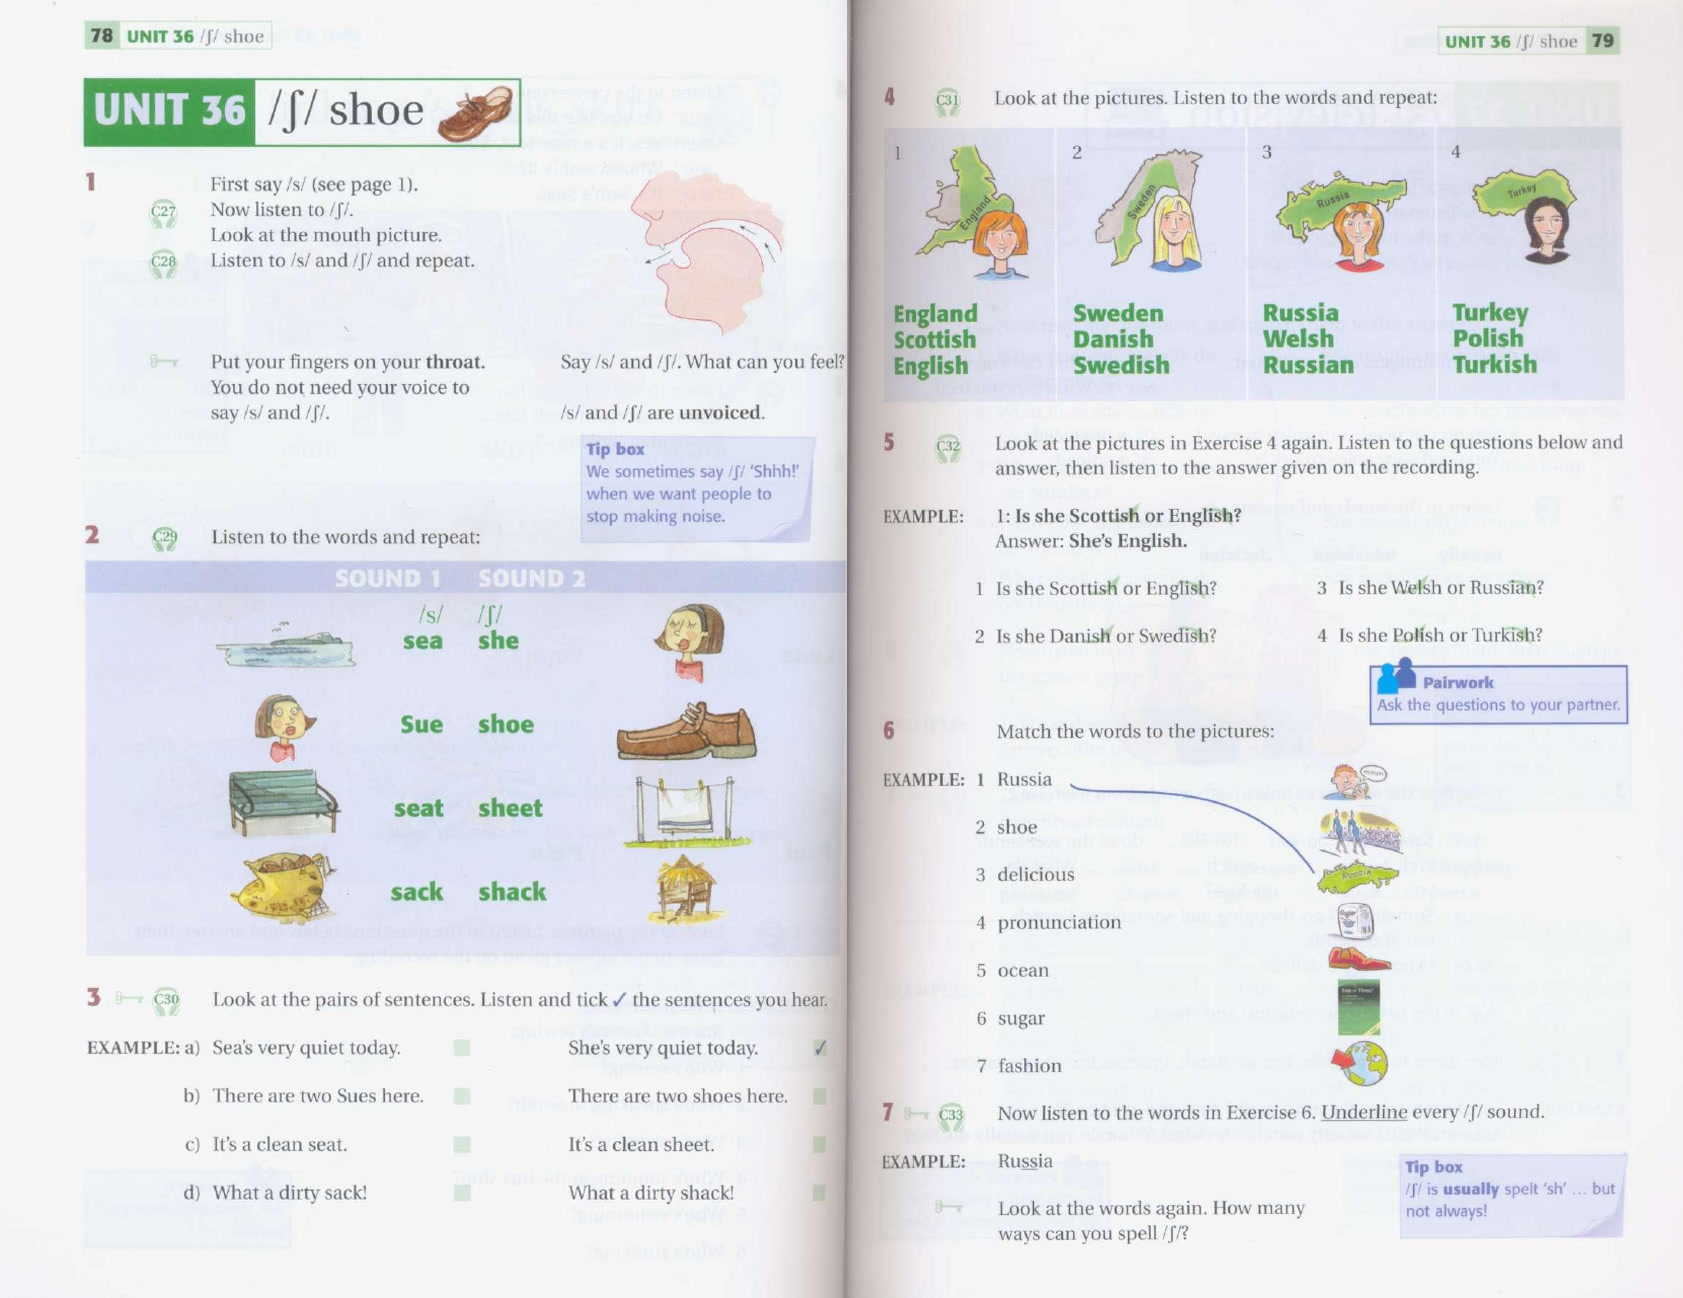 78 UNIT 36 /ʃ/ shoe
UNIT 36 /ʃ/ shoe
1
First say /s/ (see page 1).
C27 Now listen to /ʃ/.
Look at the mouth picture.
C28 Listen to /s/ and /ʃ/ and repeat.
Put your fingers on your throat. Say /s/ and /ʃ/. What can you feel?
You do not need your voice to
say /s/ and /ʃ/. /s/ and /ʃ/ are unvoiced.
Tip box
We sometimes say /ʃ/ ‘Shhh!’
when we want people to
stop making noise.
2 C29 Listen to the words and repeat:
SOUND 1 SOUND 2
/s/ /ʃ/
sea she
Sue shoe
seat sheet
sack shack
3 C30 Look at the pairs of sentences. Listen and tick ✓ the sentences you hear.
EXAMPLE: a) Sea’s very quiet today. She’s very quiet today. ✓
b) There are two Sues here. There are two shoes here.
c) It’s a clean seat. It’s a clean sheet.
d) What a dirty sack! What a dirty shack!
UNIT 36 /ʃ/ shoe 79
4 C31 Look at the pictures. Listen to the words and repeat:
1 2 3 4
England Sweden Russia Turkey
England Sweden Russia Turkey
Scottish Danish Welsh Polish
English Swedish Russian Turkish
5 C32 Look at the pictures in Exercise 4 again. Listen to the questions below and
answer, then listen to the answer given on the recording.
EXAMPLE: 1: Is she Scottish or English?
Answer: She’s English.
1 Is she Scottish or English? 3 Is she Welsh or Russian?
2 Is she Danish or Swedish? 4 Is she Polish or Turkish?
Pairwork
Ask the questions to your partner.
6 Match the words to the pictures:
EXAMPLE: 1 Russia
2 shoe
3 delicious
Russia
4 pronunciation
5 ocean
6 sugar
7 fashion
7 C33 Now listen to the words in Exercise 6. Underline every /ʃ/ sound.
EXAMPLE: Russia
Look at the words again. How many
ways can you spell /ʃ/?
Tip box
/ʃ/ is usually spelt ‘sh’ ... but
not always!